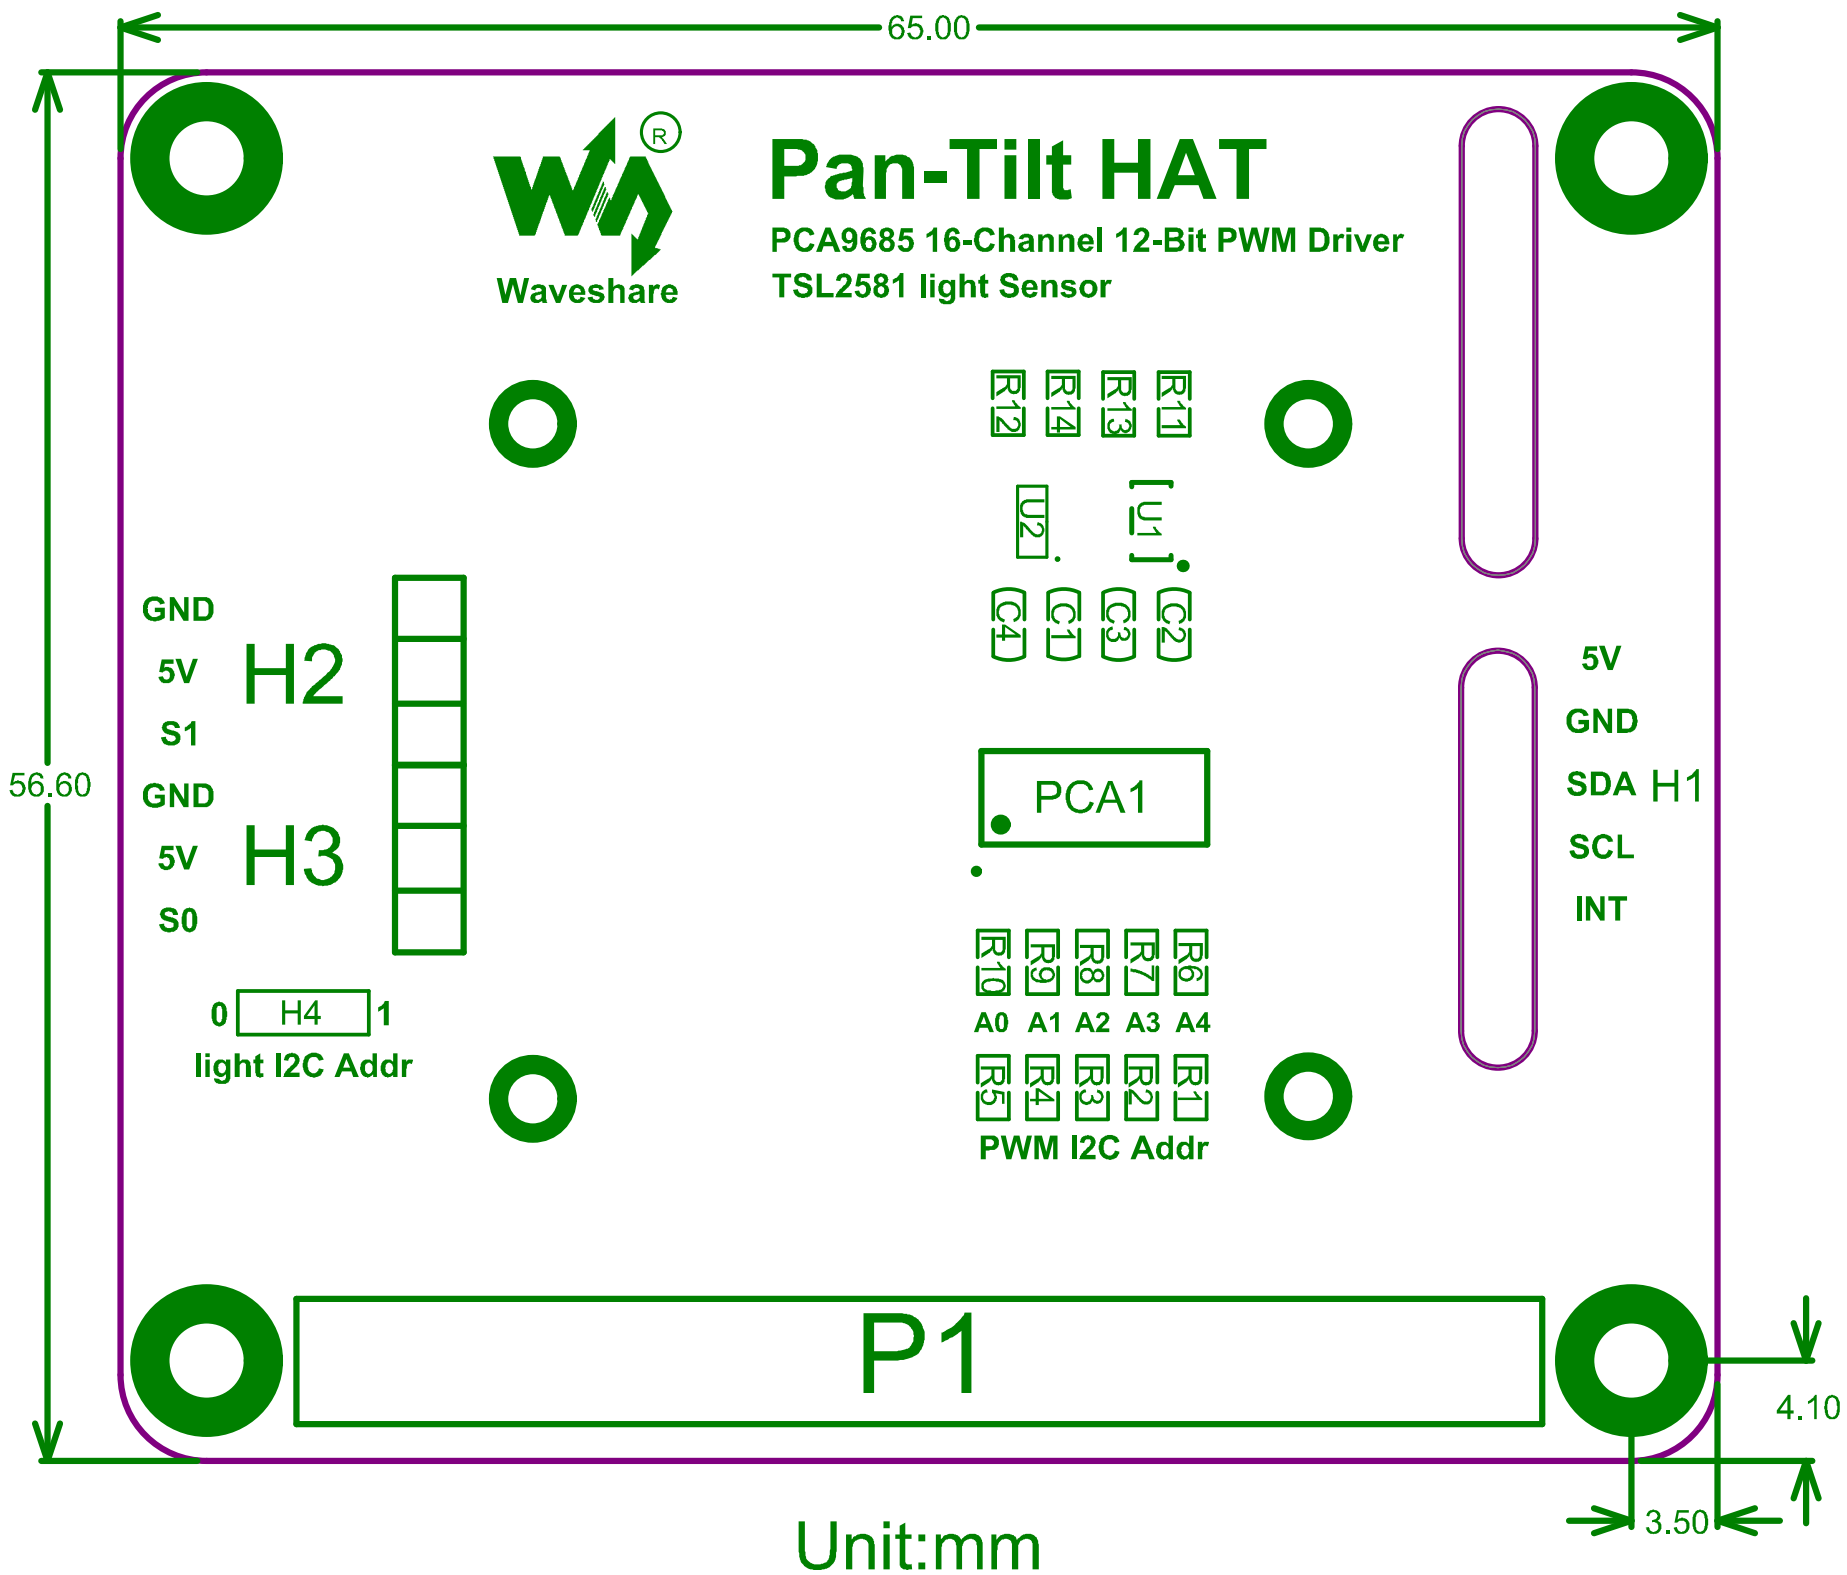 65.00
®
Pan-Tilt HAT
PCA9685 16-Channel 12-Bit PWM Driver
Waveshare
TSL2581 light Sensor
R12 R14 R13 R11
U2 U1
C4 C1 C3 C2
GND
5V
S1
H2
GND
5V
S0
H3
56.60
5V
GND
SDA
SCL
INT
H1
PCA1
R10 R9 R8 R7 R6
A0 A1 A2 A3 A4
R5 R4 R3 R2 R1
PWM I2C Addr
0 H4 1
light I2C Addr
P1
4.10
3.50
Unit:mm